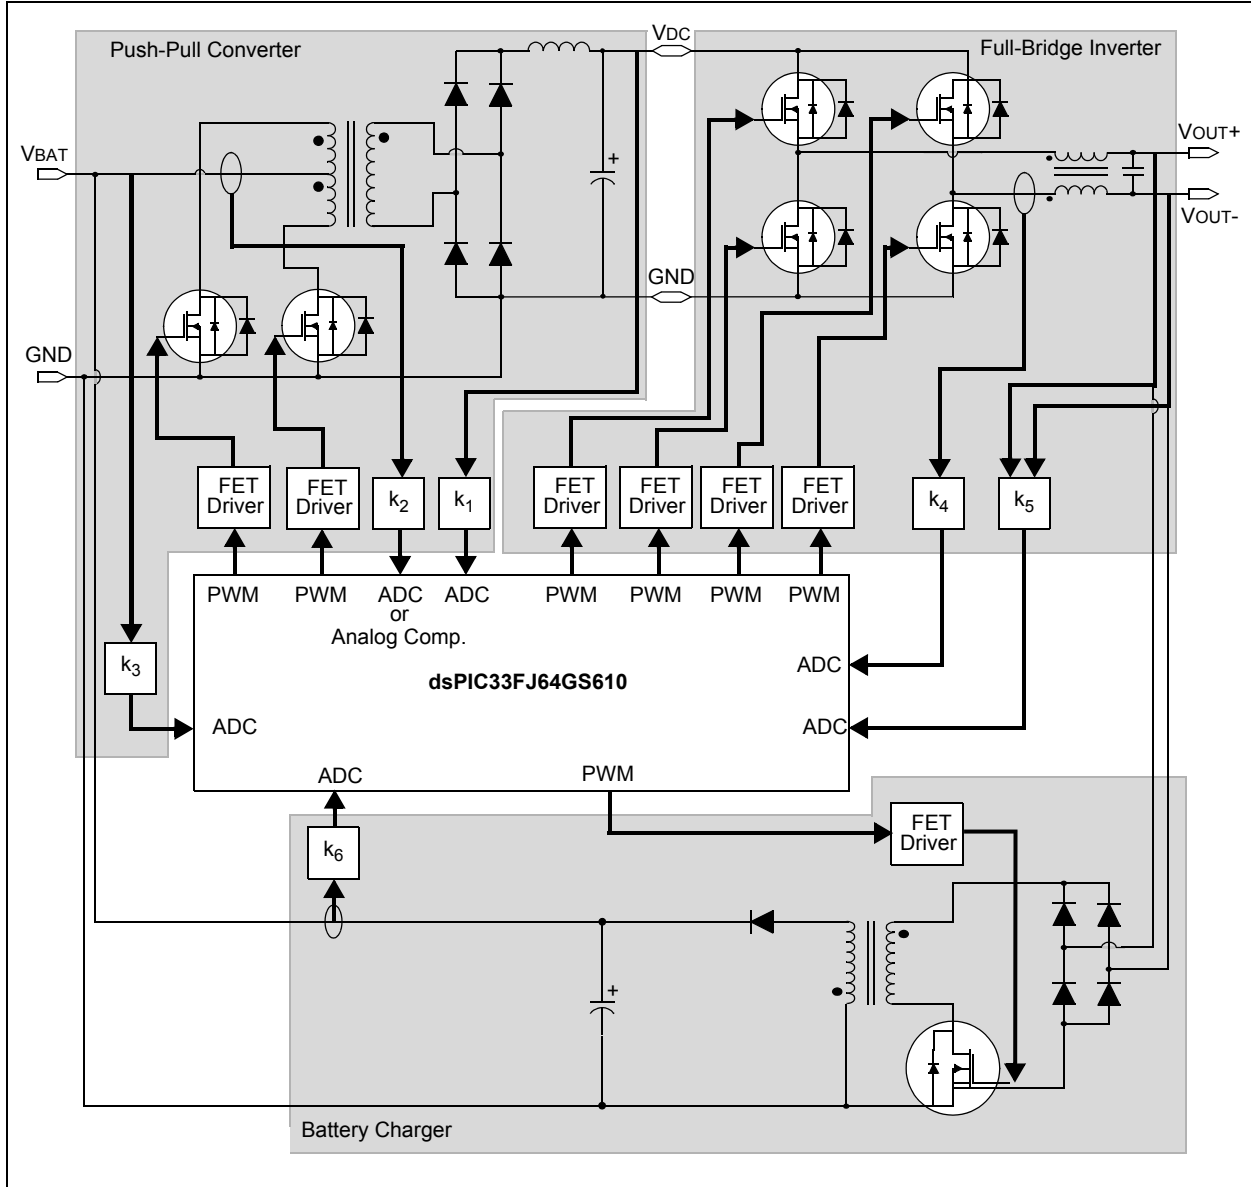 Push-Pull Converter
VDC
Full-Bridge Inverter
VBAT
VOUT+
VOUT-
GND
GND
+
FET
Driver
FET
Driver
k2
k1
FET
Driver
FET
Driver
FET
Driver
FET
Driver
k4
k5
PWM
PWM
ADC
or
Analog Comp.
ADC
PWM
PWM
PWM
PWM
k3
ADC
dsPIC33FJ64GS610
ADC
ADC
ADC
PWM
k6
FET
Driver
+
Battery Charger